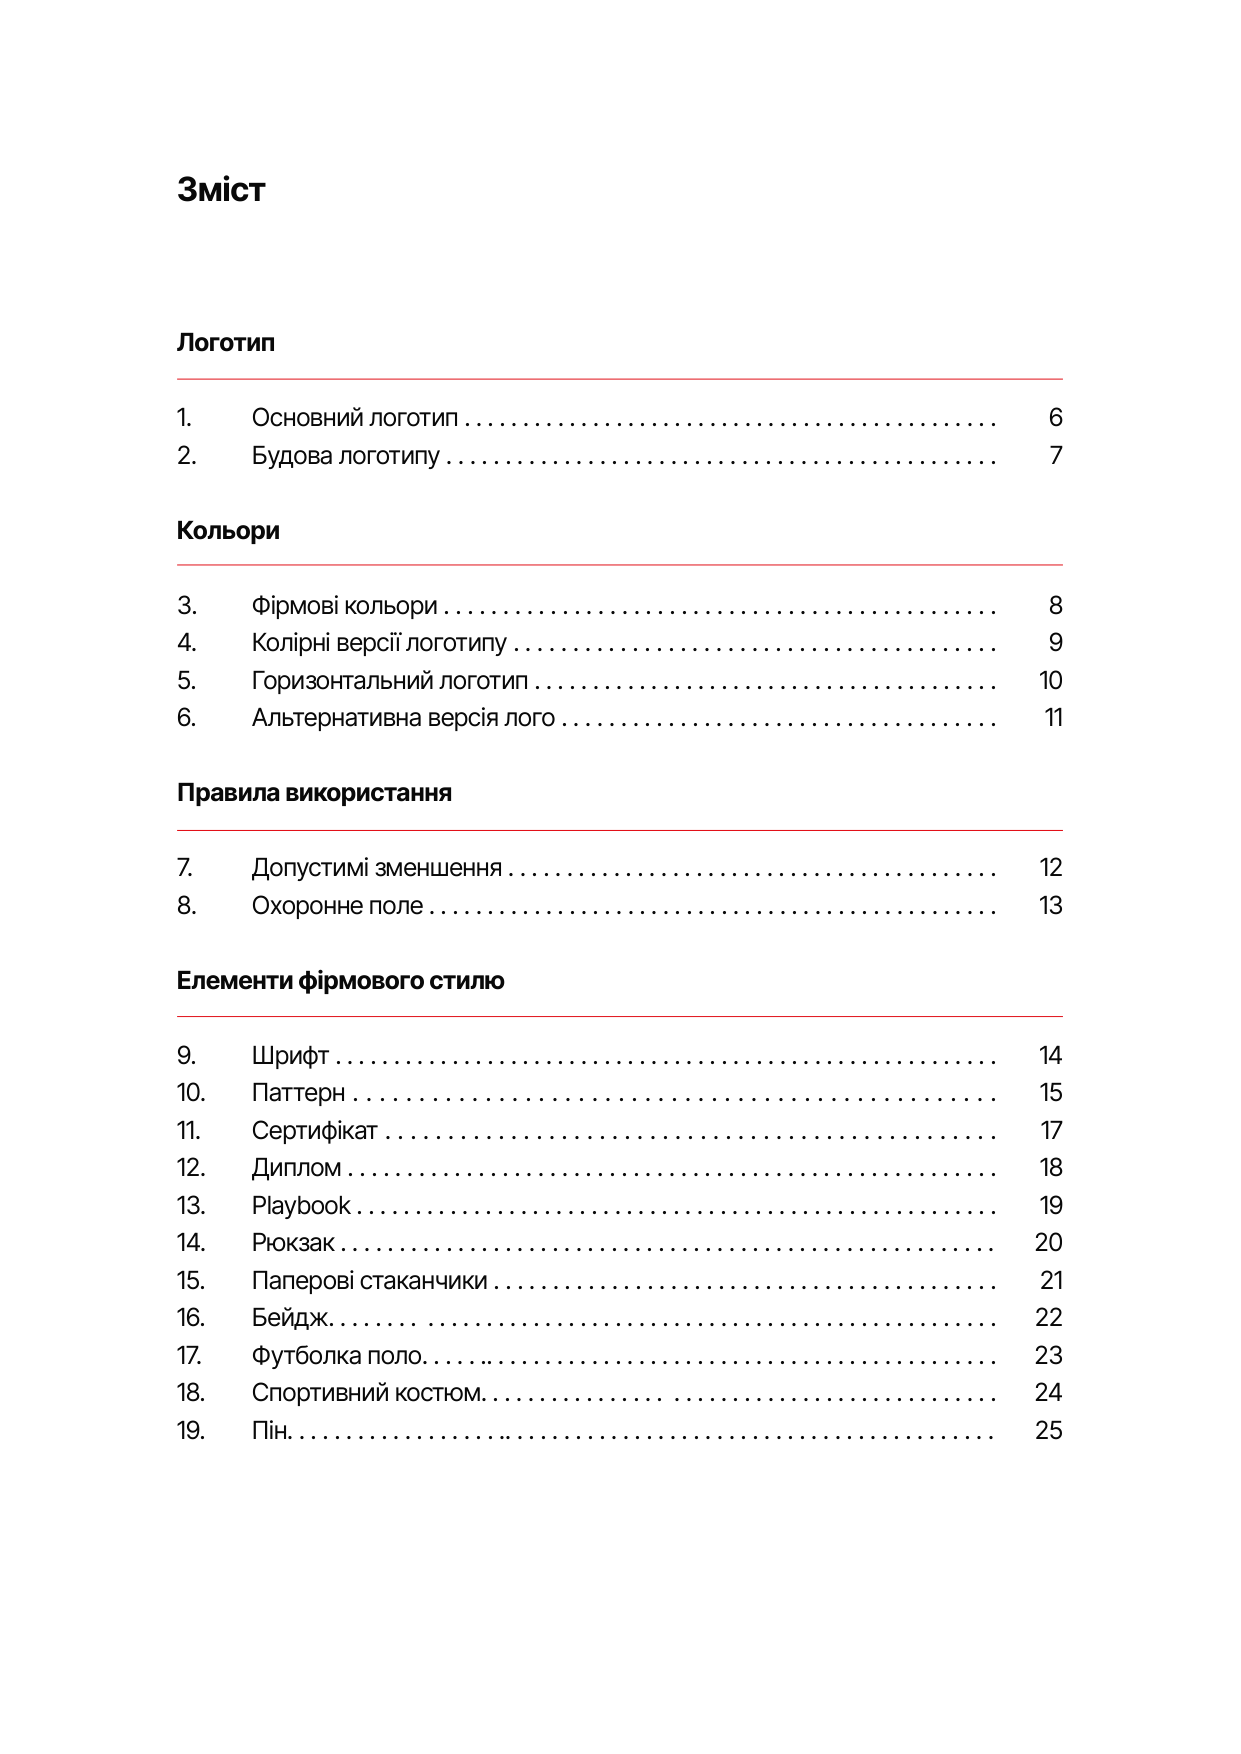 Зміст
Логотип
1. Основний логотип . . . . . . . . . . . . . . . . . . . . . . . . . . . . . . . . . . . . . . . . . . . . . . 6
2. Будова логотипу . . . . . . . . . . . . . . . . . . . . . . . . . . . . . . . . . . . . . . . . . . . . . . . 7
Кольори
3. Фірмові кольори . . . . . . . . . . . . . . . . . . . . . . . . . . . . . . . . . . . . . . . . . . . . . . . 8
4. Колірні версії логотипу . . . . . . . . . . . . . . . . . . . . . . . . . . . . . . . . . . . . . . . . . 9
5. Горизонтальний логотип . . . . . . . . . . . . . . . . . . . . . . . . . . . . . . . . . . . . . . . . 10
6. Альтернативна версія лого . . . . . . . . . . . . . . . . . . . . . . . . . . . . . . . . . . . . . 11
Правила використання
7. Допустимі зменшення . . . . . . . . . . . . . . . . . . . . . . . . . . . . . . . . . . . . . . . . . . 12
8. Охоронне поле . . . . . . . . . . . . . . . . . . . . . . . . . . . . . . . . . . . . . . . . . . . . . . . . . 13
Елементи фірмового стилю
9. Шрифт . . . . . . . . . . . . . . . . . . . . . . . . . . . . . . . . . . . . . . . . . . . . . . . . . . . . . . . . . 14
10. Паттерн . . . . . . . . . . . . . . . . . . . . . . . . . . . . . . . . . . . . . . . . . . . . . . . . . . 15
11. Сертифікат . . . . . . . . . . . . . . . . . . . . . . . . . . . . . . . . . . . . . . . . . . . . . . . . . . . . 17
12. Диплом . . . . . . . . . . . . . . . . . . . . . . . . . . . . . . . . . . . . . . . . . . . . . . . . . . . . . . . 18
13. Playbook . . . . . . . . . . . . . . . . . . . . . . . . . . . . . . . . . . . . . . . . . . . . . . . . . . . . . . 19
14. Рюкзак . . . . . . . . . . . . . . . . . . . . . . . . . . . . . . . . . . . . . . . . . . . . . . . . . . . . . . . . 20
15. Паперові стаканчики . . . . . . . . . . . . . . . . . . . . . . . . . . . . . . . . . . . . . . . . . . . 21
16. Бейдж. . . . . . . . . . . . . . . . . . . . . . . . . . . . . . . . . . . . . . . . . . . . . . . . . . . . . . . . . 22
17. Футболка поло. . . . . .. . . . . . . . . . . . . . . . . . . . . . . . . . . . . . . . . . . . . . . . . . . . 23
18. Спортивний костюм. . . . . . . . . . . . . . . . . . . . . . . . . . . . . . . . . . . . . . . . . . . . 24
19. Пін. . . . . . . . . . . . . . . . . . .. . . . . . . . . . . . . . . . . . . . . . . . . . . . . . . . . . . . . . . . . . 25